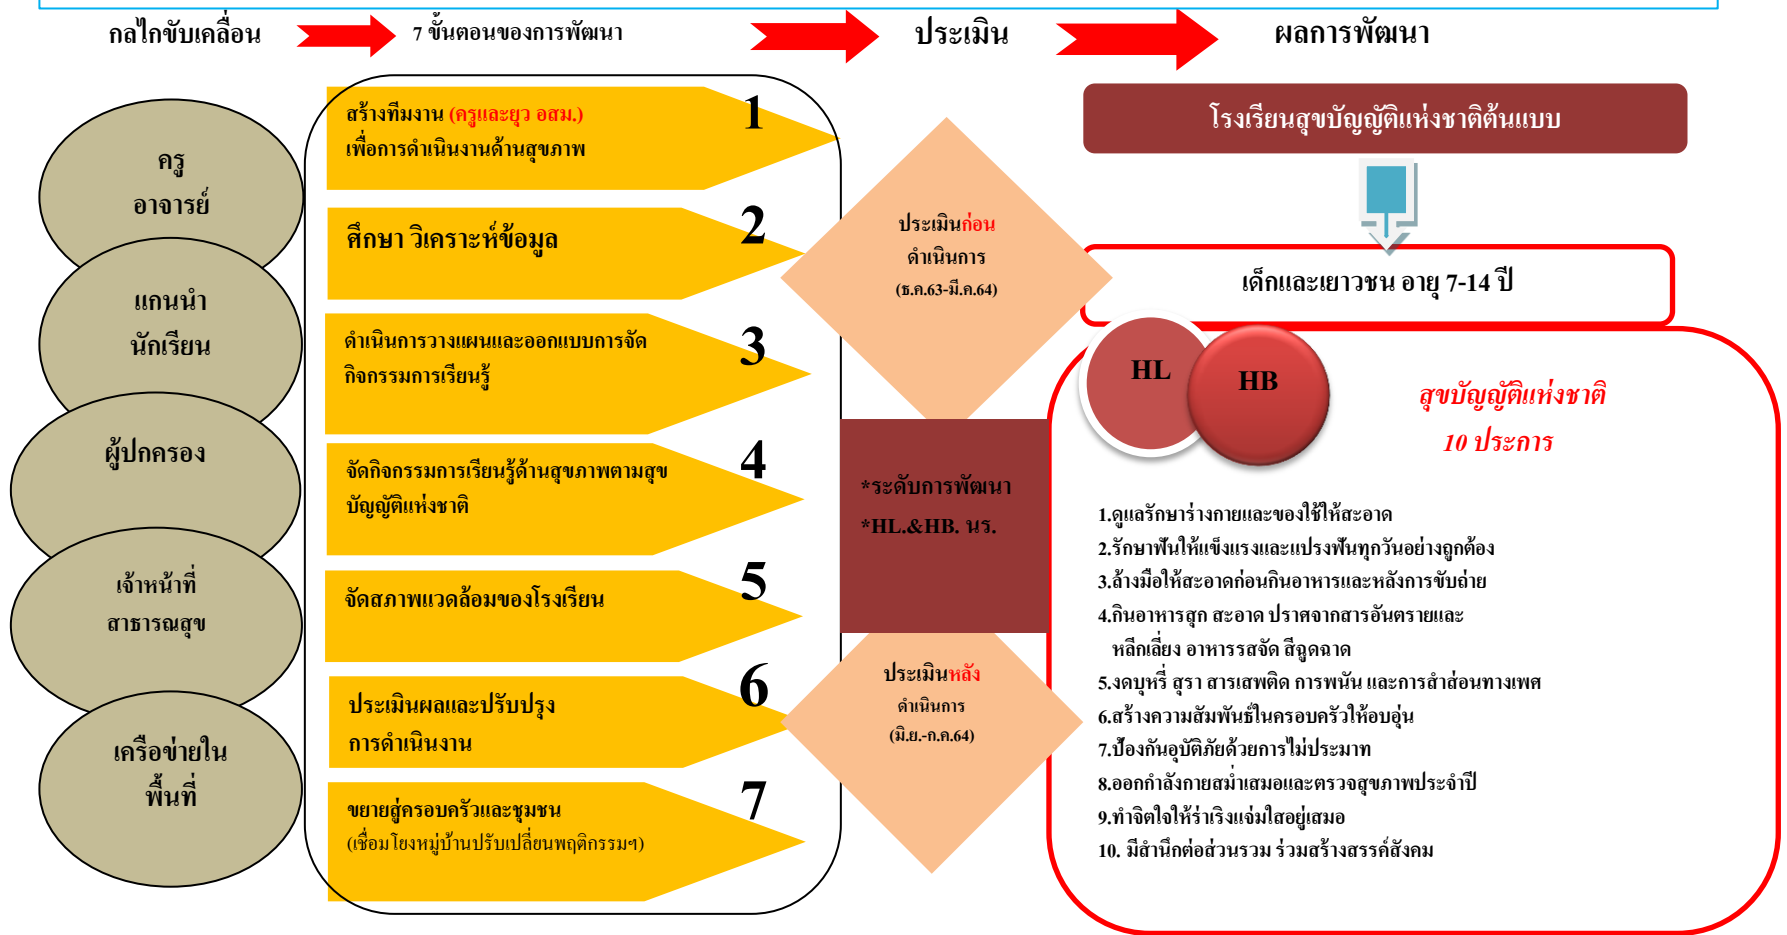 กลไกขับเคลื่อน
7 ขั้นตอนของการพัฒนา
ประเมิน
ผลการพัฒนา
ครู
อาจารย์
แกนนำ
นักเรียน
ผู้ปกครอง
เจ้าหน้าที่
สาธารณสุข
เครือข่ายใน
พื้นที่
สร้างทีมงาน (ครูและยุว อสม.)
เพื่อการดำเนินงานด้านสุขภาพ
1
ศึกษา วิเคราะห์ข้อมูล
2
ดำเนินการวางแผนและออกแบบการจัด
กิจกรรมการเรียนรู้
3
จัดกิจกรรมการเรียนรู้ด้านสุขภาพตามสุข
บัญญัติแห่งชาติ
4
จัดสภาพแวดล้อมของโรงเรียน
5
ประเมินผลและปรับปรุง
การดำเนินงาน
6
ขยายสู่ครอบครัวและชุมชน
(เชื่อมโยงหมู่บ้านปรับเปลี่ยนพฤติกรรมฯ)
7
ประเมินก่อน
ดำเนินการ
(ธ.ค.63-มี.ค.64)
*ระดับการพัฒนา
*HL.&HB. นร.
ประเมินหลัง
ดำเนินการ
(มิ.ย.-ก.ค.64)
โรงเรียนสุขบัญญัติแห่งชาติต้นแบบ
เด็กและเยาวชน อายุ 7-14 ปี
HL
HB
สุขบัญญัติแห่งชาติ
10 ประการ
1.ดูแลรักษาร่างกายและของใช้ให้สะอาด
2.รักษาฟันให้แข็งแรงและแปรงฟันทุกวันอย่างถูกต้อง
3.ล้างมือให้สะอาดก่อนกินอาหารและหลังการขับถ่าย
4.กินอาหารสุก สะอาด ปราศจากสารอันตรายและ
หลีกเลี่ยง อาหารรสจัด สีฉูดฉาด
5.งดบุหรี่ สุรา สารเสพติด การพนัน และการสำส่อนทางเพศ
6.สร้างความสัมพันธ์ในครอบครัวให้อบอุ่น
7.ป้องกันอุบัติภัยด้วยการไม่ประมาท
8.ออกกำลังกายสม่ำเสมอและตรวจสุขภาพประจำปี
9.ทำจิตใจให้ร่าเริงแจ่มใสอยู่เสมอ
10. มีสำนึกต่อส่วนรวม ร่วมสร้างสรรค์สังคม